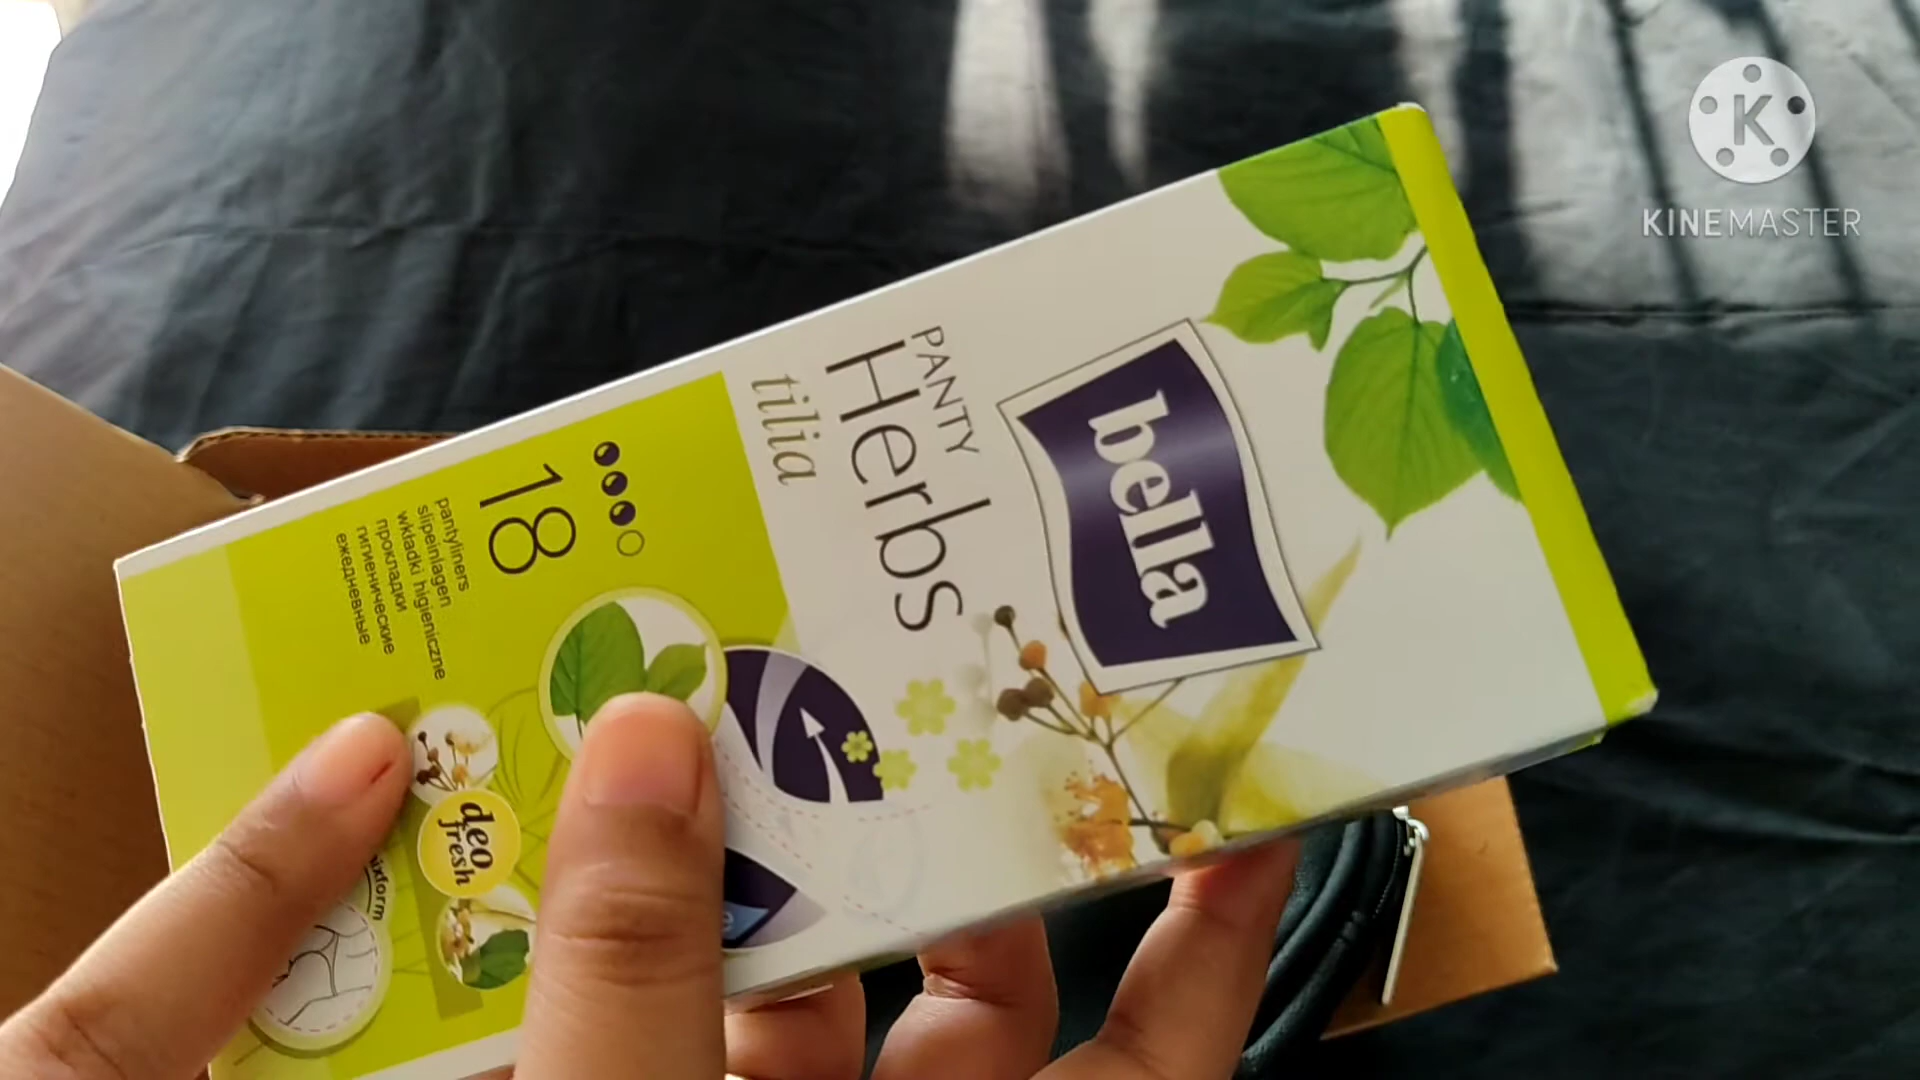 K
KINEMASTER
bella
PANTY
Herbs
tilia
18
pantyliners
slipeinlagen
wkładki higieniczne
прокладки
гигиенические
ежедневные
deo
fresh